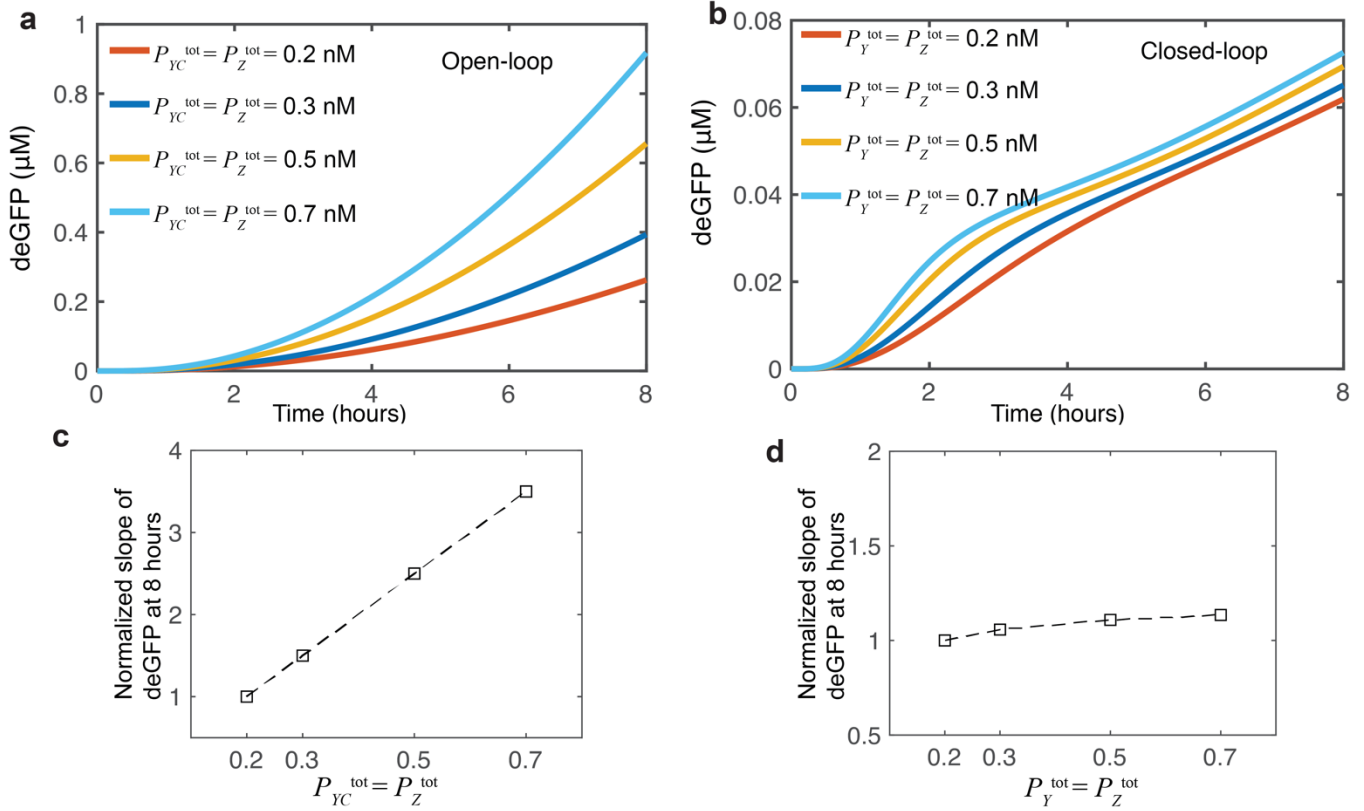 a
1
0.8
0.6
0.4
0.2
0
deGFP (μM)
P_YC^tot = P_Z^tot = 0.2 nM
P_YC^tot = P_Z^tot = 0.3 nM
P_YC^tot = P_Z^tot = 0.5 nM
P_YC^tot = P_Z^tot = 0.7 nM
Open-loop
0 2 4 6 8
Time (hours)
b
0.08
0.06
0.04
0.02
0
deGFP (μM)
P_Y^tot = P_Z^tot = 0.2 nM
P_Y^tot = P_Z^tot = 0.3 nM
P_Y^tot = P_Z^tot = 0.5 nM
P_Y^tot = P_Z^tot = 0.7 nM
Closed-loop
0 2 4 6 8
Time (hours)
c
4
3
2
1
Normalized slope of
deGFP at 8 hours
0.2 0.3 0.5 0.7
P_YC^tot = P_Z^tot
d
2
1.5
1
0.5
Normalized slope of
deGFP at 8 hours
0.2 0.3 0.5 0.7
P_Y^tot = P_Z^tot